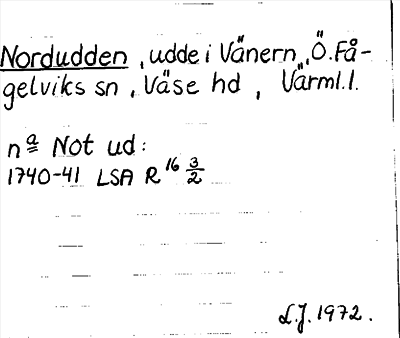 Nordudden , udde i Vänern, Ö. Få-
gelviks sn , Väse hd , Värml. l.
na Not ud:
1740-41 LSA R 16 3/2
L.J. 1972.